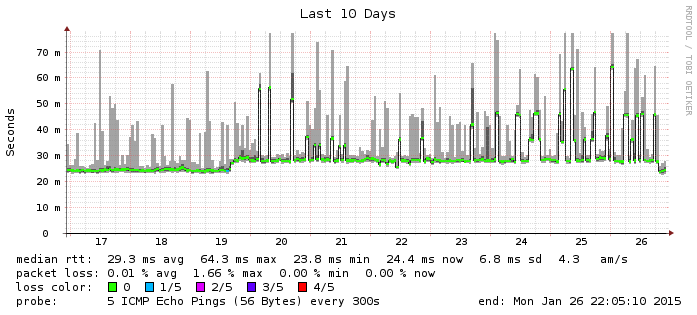 Last 10 Days
RRDTOOL / TOBI OETIKER
Seconds
70 m
60 m
50 m
40 m
30 m
20 m
10 m
0
17 18 19 20 21 22 23 24 25 26
median rtt: 29.3 ms avg 64.3 ms max 23.8 ms min 24.4 ms now 6.8 ms sd 4.3 am/s
packet loss: 0.01 % avg 1.66 % max 0.00 % min 0.00 % now
loss color: 0 1/5 2/5 3/5 4/5
probe: 5 ICMP Echo Pings (56 Bytes) every 300s end: Mon Jan 26 22:05:10 2015